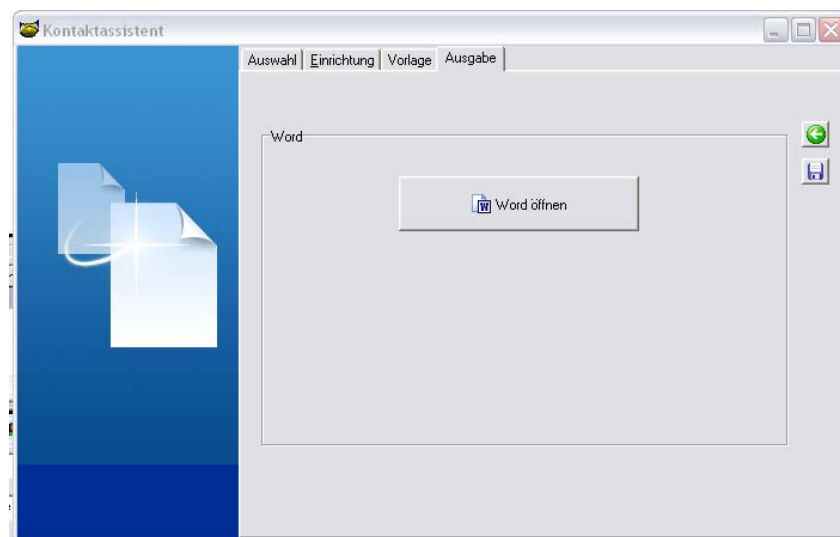 Kontaktassistent
Auswahl Einrichtung Vorlage Ausgabe
Word
W Word öffnen